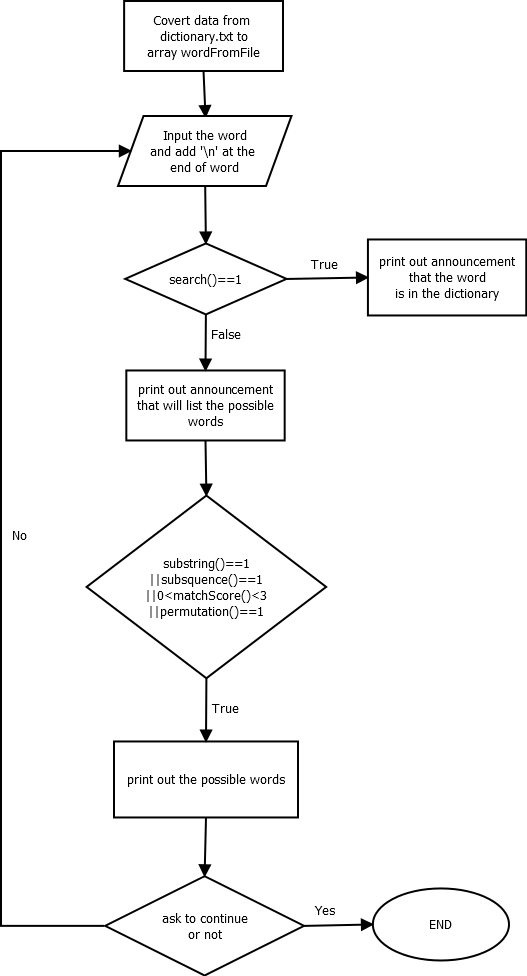 Covert data from
dictionary.txt to
array wordFromFile
Input the word
and add '\n' at the
end of word
search()==1
True
print out announcement
that the word
is in the dictionary
False
print out announcement
that will list the possible
words
No
substring()==1
||subsquence()==1
||0<matchScore()<3
||permutation()==1
True
print out the possible words
ask to continue
or not
Yes
END